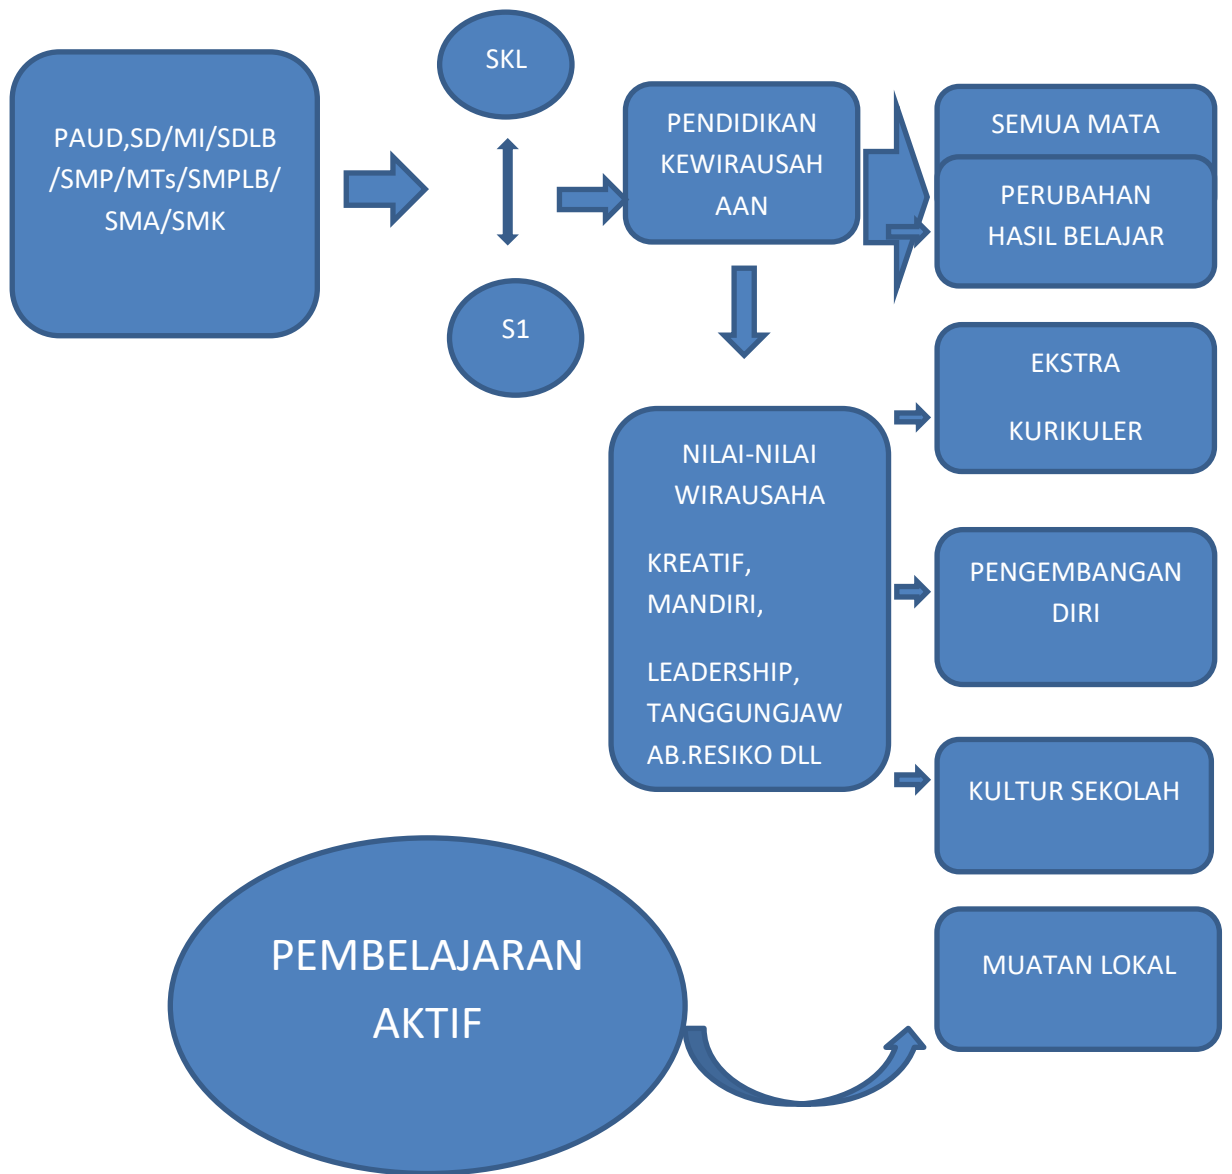 PAUD,SD/MI/SDLB
/SMP/MTs/SMPLB/
SMA/SMK
SKL
S1
PENDIDIKAN
KEWIRAUSAH
AAN
SEMUA MATA
PERUBAHAN
HASIL BELAJAR
NILAI-NILAI
WIRAUSAHA
KREATIF,
MANDIRI,
LEADERSHIP,
TANGGUNGJAW
AB.RESIKO DLL
EKSTRA
KURIKULER
PENGEMBANGAN
DIRI
KULTUR SEKOLAH
MUATAN LOKAL
PEMBELAJARAN
AKTIF